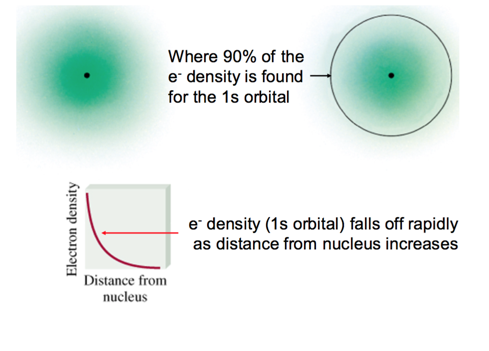 Where 90% of the
e⁻ density is found
for the 1s orbital
Electron density
Distance from
nucleus
e⁻ density (1s orbital) falls off rapidly
as distance from nucleus increases